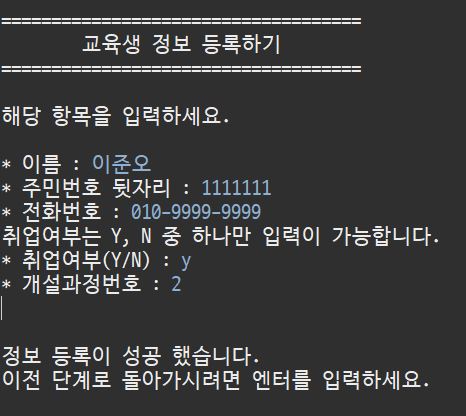 ====================================
교육생 정보 등록하기
====================================
해당 항목을 입력하세요.
* 이름 : 이준오
* 주민번호 뒷자리 : 1111111
* 전화번호 : 010-9999-9999
취업여부는 Y, N 중 하나만 입력이 가능합니다.
* 취업여부(Y/N) : y
* 개설과정번호 : 2
정보 등록이 성공 했습니다.
이전 단계로 돌아가시려면 엔터를 입력하세요.